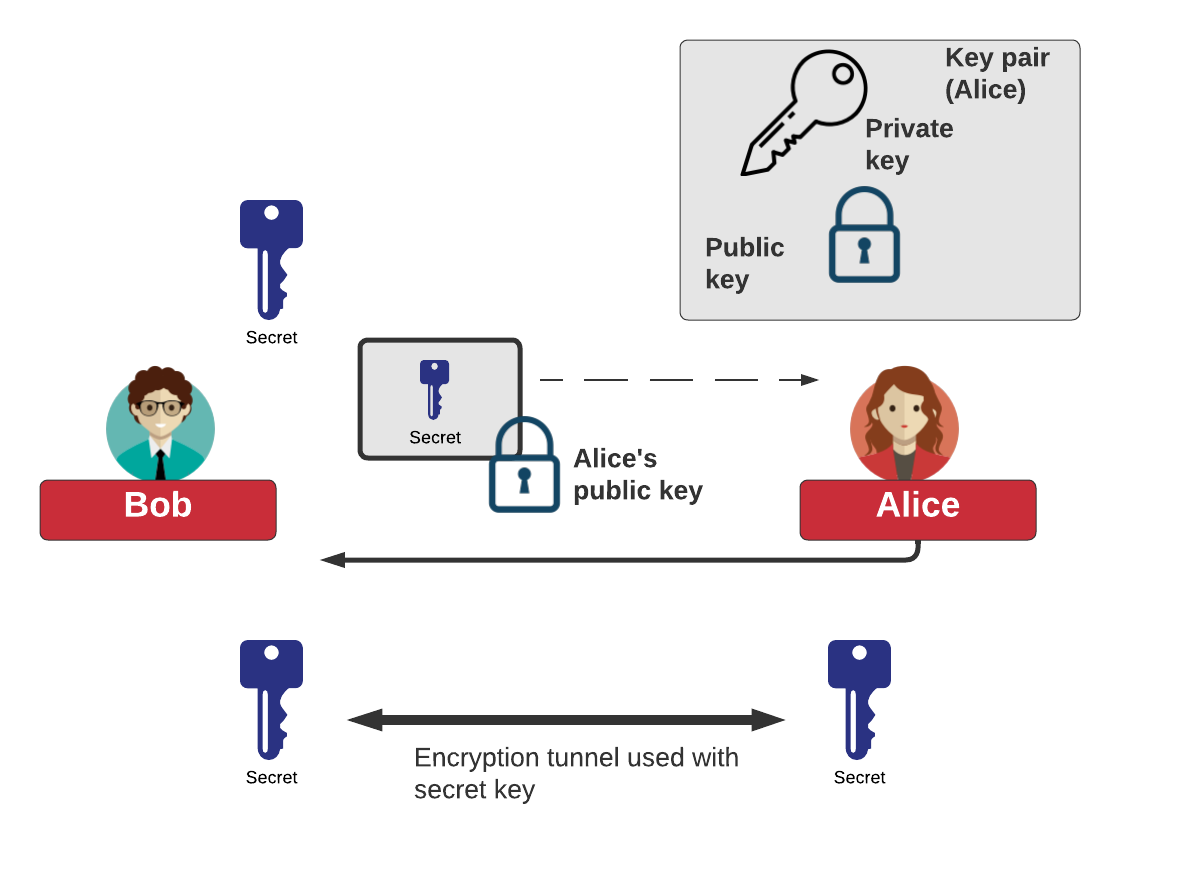 Key pair
(Alice)
Private
key
Public
key
Secret
Secret
Alice's
public key
Bob
Alice
Secret
Encryption tunnel used with
secret key
Secret